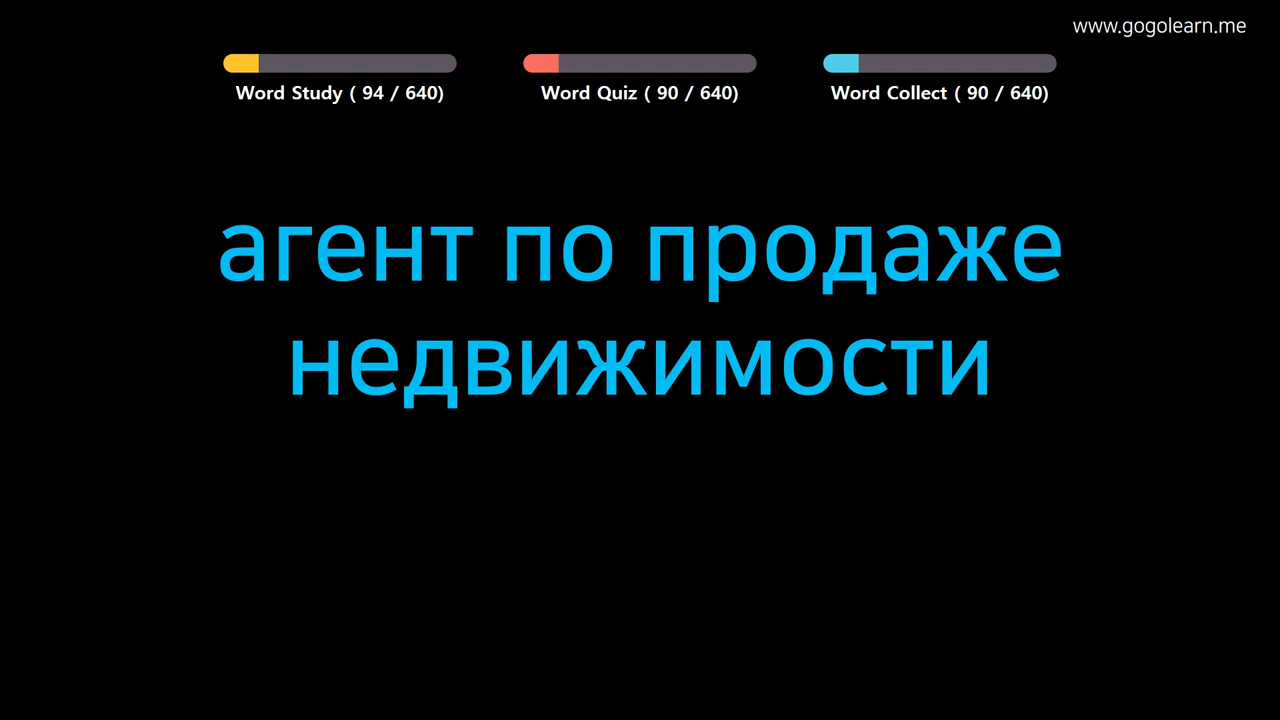 www.gogolearn.me
Word Study ( 94 / 640)
Word Quiz ( 90 / 640)
Word Collect ( 90 / 640)
агент по продаже
недвижимости